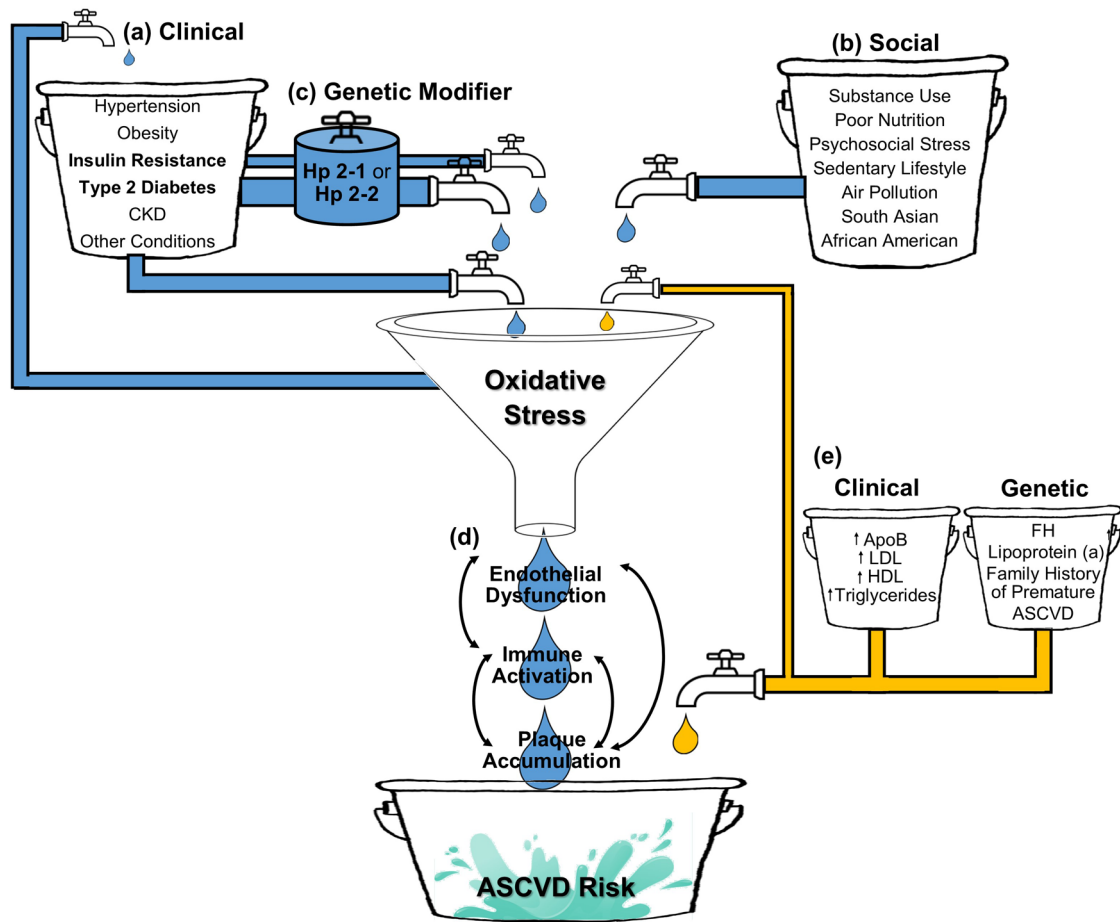 (a) Clinical
Hypertension
Obesity
Insulin Resistance
Type 2 Diabetes
CKD
Other Conditions
(c) Genetic Modifier
Hp 2-1 or
Hp 2-2
(b) Social
Substance Use
Poor Nutrition
Psychosocial Stress
Sedentary Lifestyle
Air Pollution
South Asian
African American
Oxidative
Stress
(d)
Endothelial
Dysfunction
Immune
Activation
Plaque
Accumulation
(e)
Clinical
↑ ApoB
↑ LDL
↑ HDL
↑Triglycerides
Genetic
FH
Lipoprotein (a)
Family History
of Premature
ASCVD
ASCVD Risk